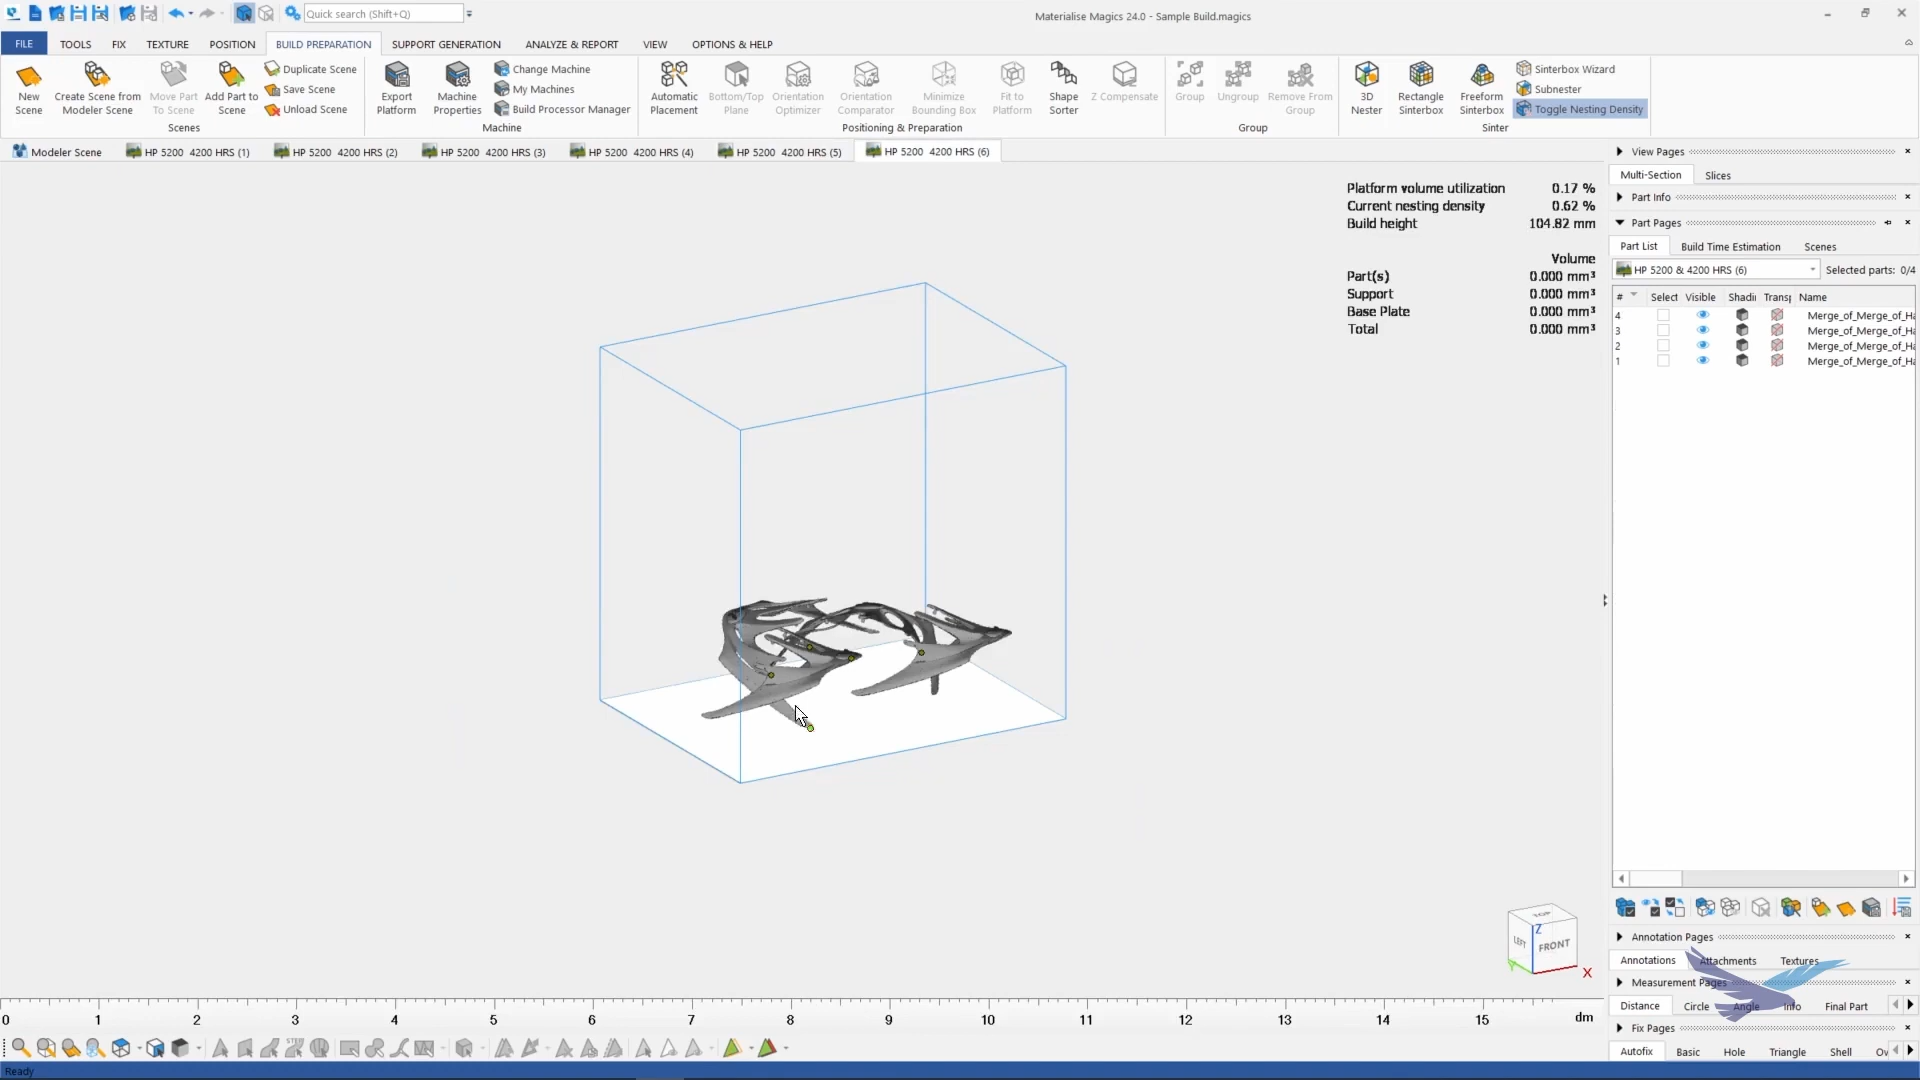 Quick search (Shift+Q)
Materialise Magics 24.0 - Sample Build.magics
FILE TOOLS FIX TEXTURE POSITION BUILD PREPARATION SUPPORT GENERATION ANALYZE & REPORT VIEW OPTIONS & HELP
New Scene
Create Scene from Modeler Scene
Move Part To Scene
Add Part to Scene
Duplicate Scene
Save Scene
Unload Scene
Scenes
Export Platform
Machine Properties
Change Machine
My Machines
Build Processor Manager
Machine
Automatic Placement
Bottom/Top Plane
Orientation Optimizer
Orientation Comparator
Minimize Bounding Box
Fit to Platform
Shape Sorter
Z Compensate
Positioning & Preparation
Group
Ungroup
Remove From Group
Group
3D Nester
Rectangle Sinterbox
Freeform Sinterbox
Sinterbox Wizard
Subnester
Toggle Nesting Density
Sinter
Modeler Scene
HP 5200 4200 HRS (1)
HP 5200 4200 HRS (2)
HP 5200 4200 HRS (3)
HP 5200 4200 HRS (4)
HP 5200 4200 HRS (5)
HP 5200 4200 HRS (6)
Platform volume utilization 0.17 %
Current nesting density 0.62 %
Build height 104.82 mm
Volume
Part(s) 0.000 mm³
Support 0.000 mm³
Base Plate 0.000 mm³
Total 0.000 mm³
View Pages
Multi-Section Slices
Part Info
Part Pages
Part List Build Time Estimation Scenes
HP 5200 & 4200 HRS (6) Selected parts: 0/4
# Select Visible Shadi Transp Name
4 Merge_of_Merge_of_Ha
3 Merge_of_Merge_of_Ha
2 Merge_of_Merge_of_Ha
1 Merge_of_Merge_of_Ha
TOP
Z
LEFT FRONT
Y X
Annotation Pages
Annotations Attachments Textures
Measurement Pages
Distance Circle Angle Info Final Part
Fix Pages
Autofix Basic Hole Triangle Shell Ov
0 1 2 3 4 5 6 7 8 9 10 11 12 13 14 15 dm
Ready